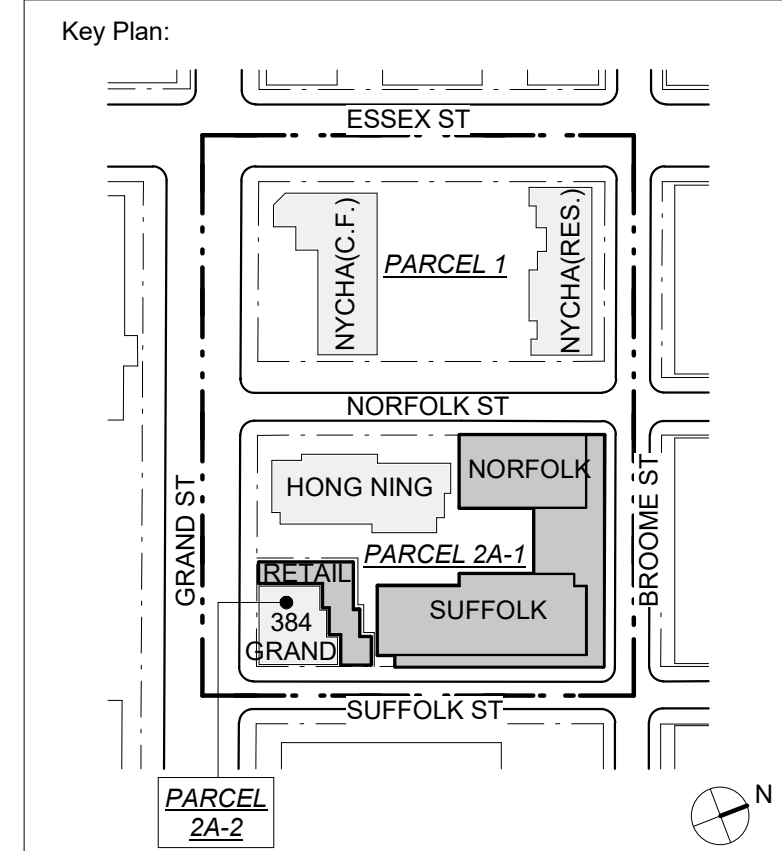 Key Plan:
ESSEX ST
NYCHA(C.F.)
PARCEL 1
NYCHA(RES.)
NORFOLK ST
GRAND ST
HONG NING
NORFOLK
BROOME ST
PARCEL 2A-1
RETAIL
384
GRAND
SUFFOLK
SUFFOLK ST
PARCEL
2A-2
N